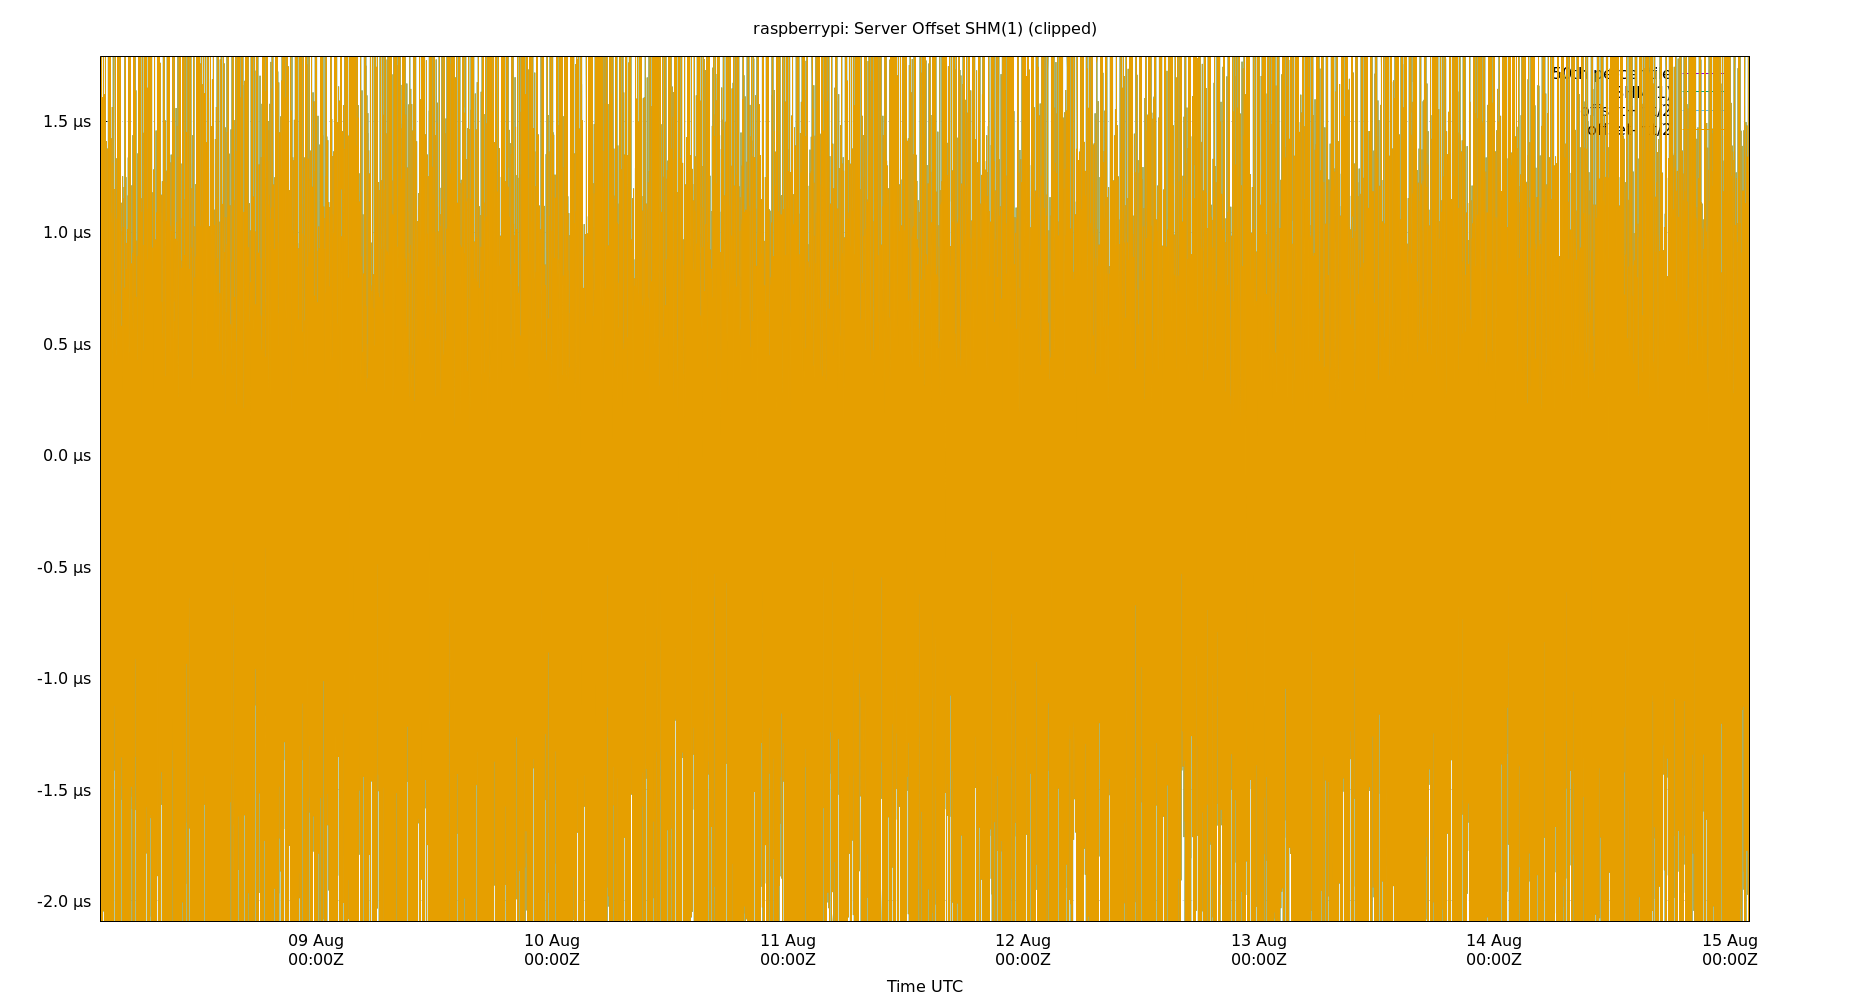 raspberrypi: Server Offset SHM(1) (clipped)
1.5 µs
1.0 µs
0.5 µs
0.0 µs
-0.5 µs
-1.0 µs
-1.5 µs
-2.0 µs
09 Aug 10 Aug 11 Aug 12 Aug 13 Aug 14 Aug 15 Aug
00:00Z 00:00Z 00:00Z 00:00Z 00:00Z 00:00Z 00:00Z
Time UTC